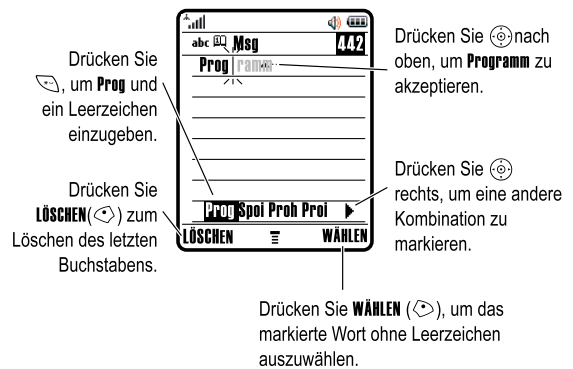 Drücken Sie
, um Prog und
ein Leerzeichen
einzugeben.
Drücken Sie
LÖSCHEN( ) zum
Löschen des letzten
Buchstabens.
abc Msg 442
Prog ramm
Prog Spoi Proh Proi
LÖSCHEN WÄHLEN
Drücken Sie nach
oben, um Programm zu
akzeptieren.
Drücken Sie
rechts, um eine andere
Kombination zu
markieren.
Drücken Sie WÄHLEN ( ), um das
markierte Wort ohne Leerzeichen
auszuwählen.